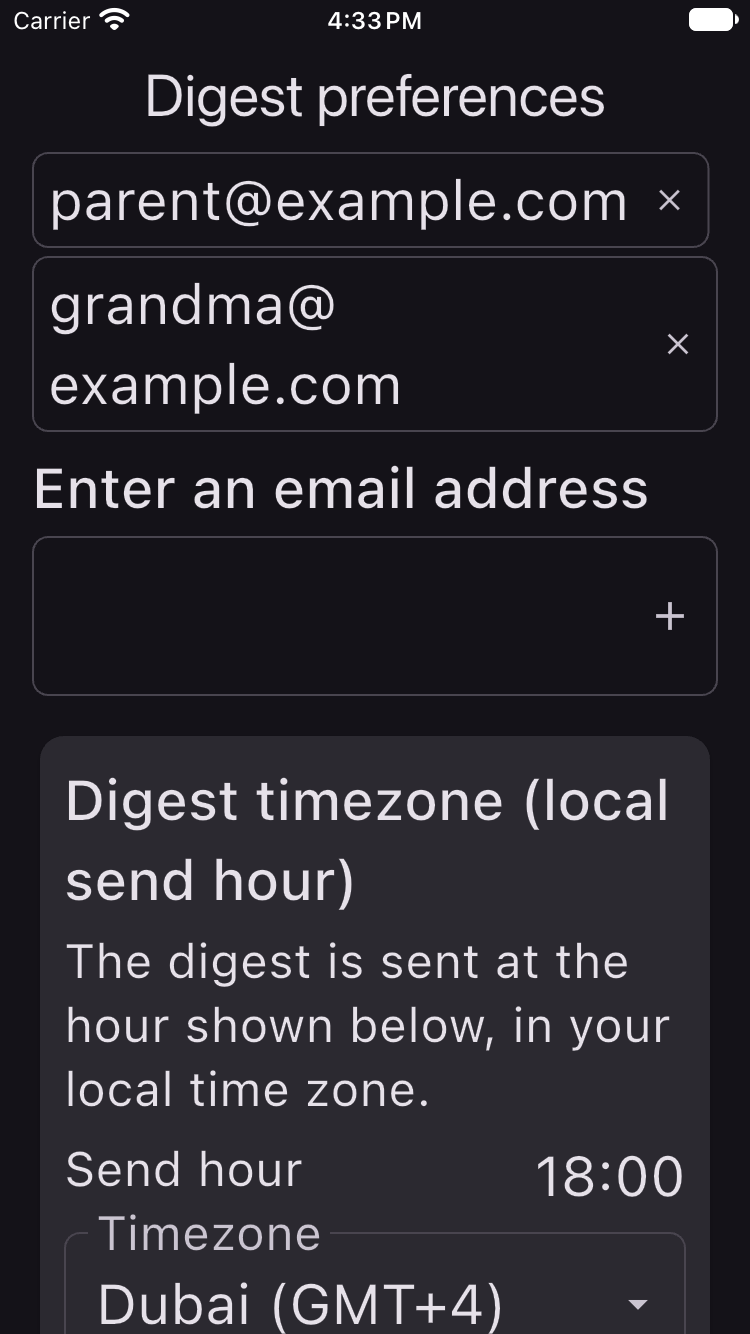 Carrier 4:33 PM
Digest preferences
parent@example.com ×
grandma@
example.com ×
Enter an email address
+
Digest timezone (local
send hour)
The digest is sent at the
hour shown below, in your
local time zone.
Send hour 18:00
Timezone
Dubai (GMT+4)